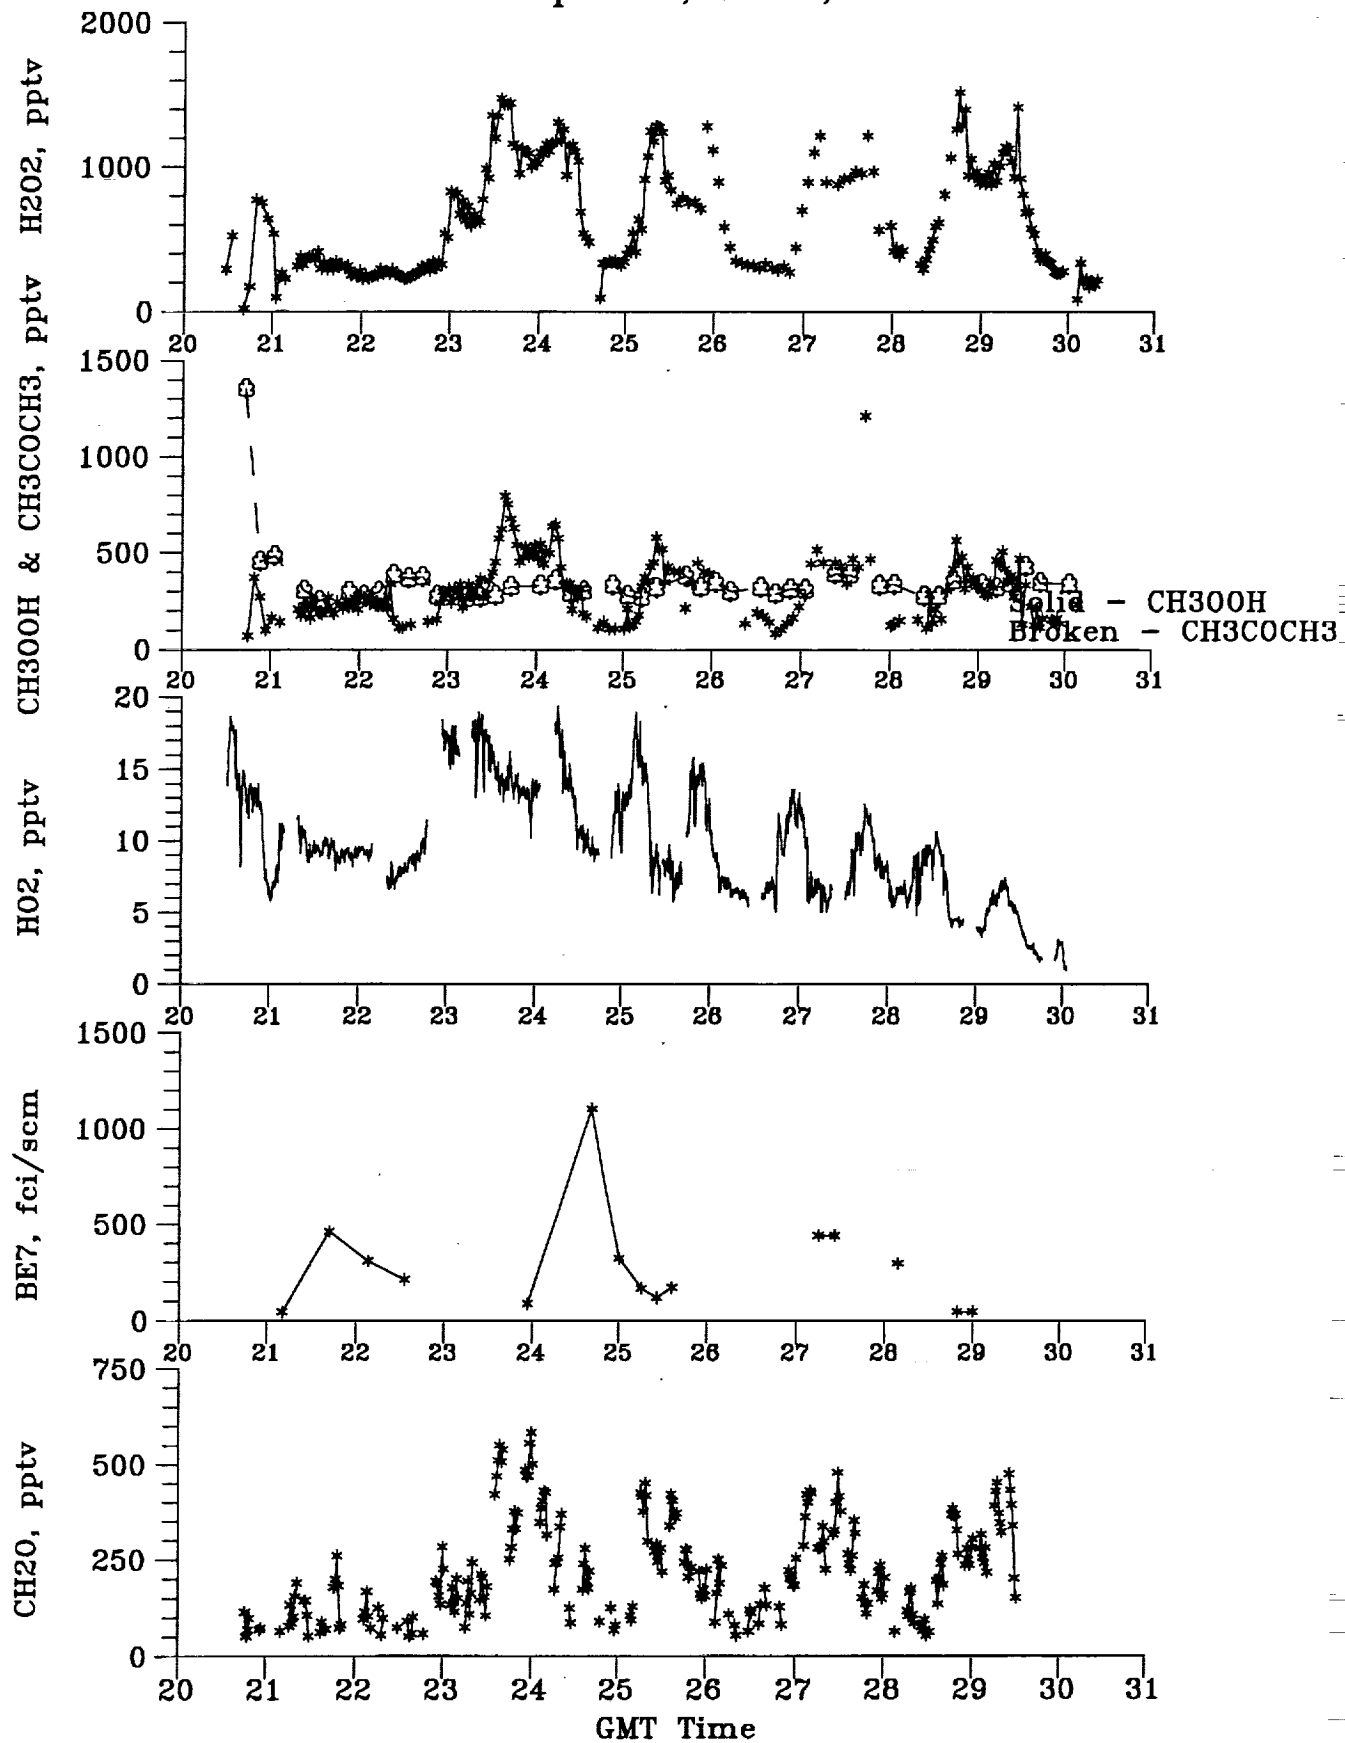 2000
1000
0
H2O2, pptv
20 21 22 23 24 25 26 27 28 29 30 31
1500
1000
500
0
CH3OOH & CH3COCH3, pptv
Solid - CH3OOH
Broken - CH3COCH3
20 21 22 23 24 25 26 27 28 29 30 31
20
15
10
5
0
HO2, pptv
20 21 22 23 24 25 26 27 28 29 30 31
1500
1000
500
0
BE7, fci/scm
20 21 22 23 24 25 26 27 28 29 30 31
750
500
250
0
CH2O, pptv
20 21 22 23 24 25 26 27 28 29 30 31
GMT Time